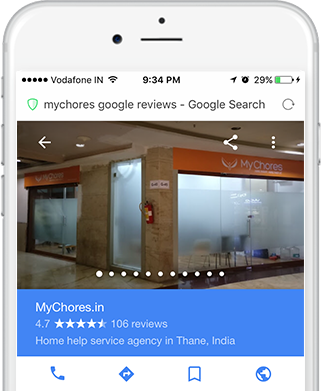 Vodafone IN 9:34 PM 29%
mychores google reviews - Google Search
MyChores
MyChores.in
4.7 106 reviews
Home help service agency in Thane, India